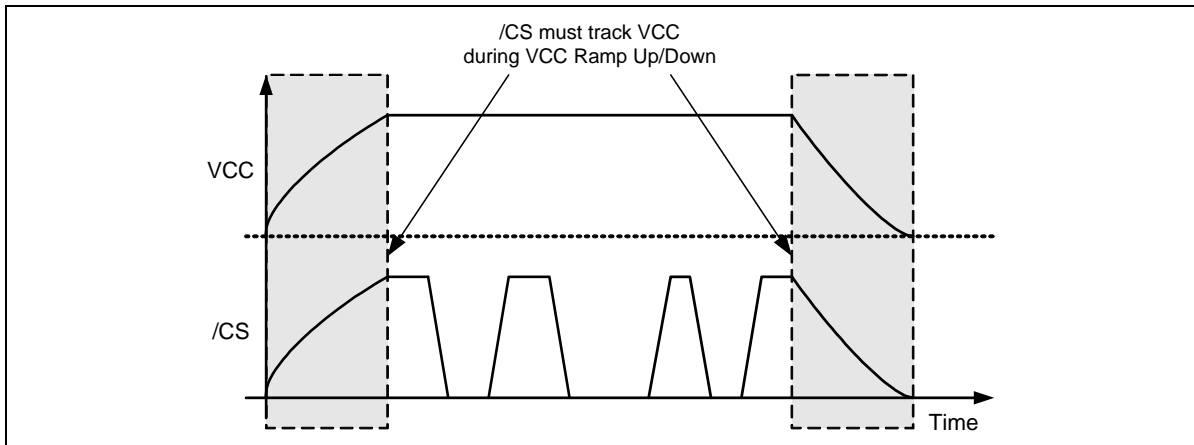 /CS must track VCC
during VCC Ramp Up/Down
VCC
/CS
Time